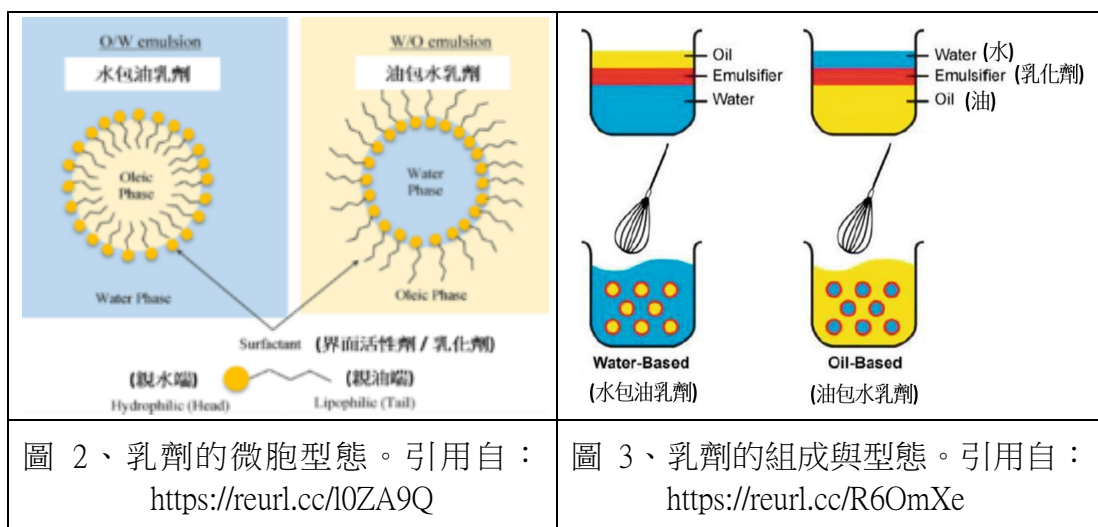 O/W emulsion
水包油乳劑
Oleic
Phase
Water Phase
W/O emulsion
油包水乳劑
Water
Phase
Oleic Phase
Surfactant (界面活性劑 / 乳化劑)
(親水端)
(親油端)
Hydrophilic (Head)
Lipophilic (Tail)
Oil
Emulsifier
Water
Water (水)
Emulsifier (乳化劑)
Oil (油)
Water-Based
(水包油乳劑)
Oil-Based
(油包水乳劑)
圖 2、乳劑的微胞型態。引用自：
https://reurl.cc/l0ZA9Q
圖 3、乳劑的組成與型態。引用自：
https://reurl.cc/R6OmXe